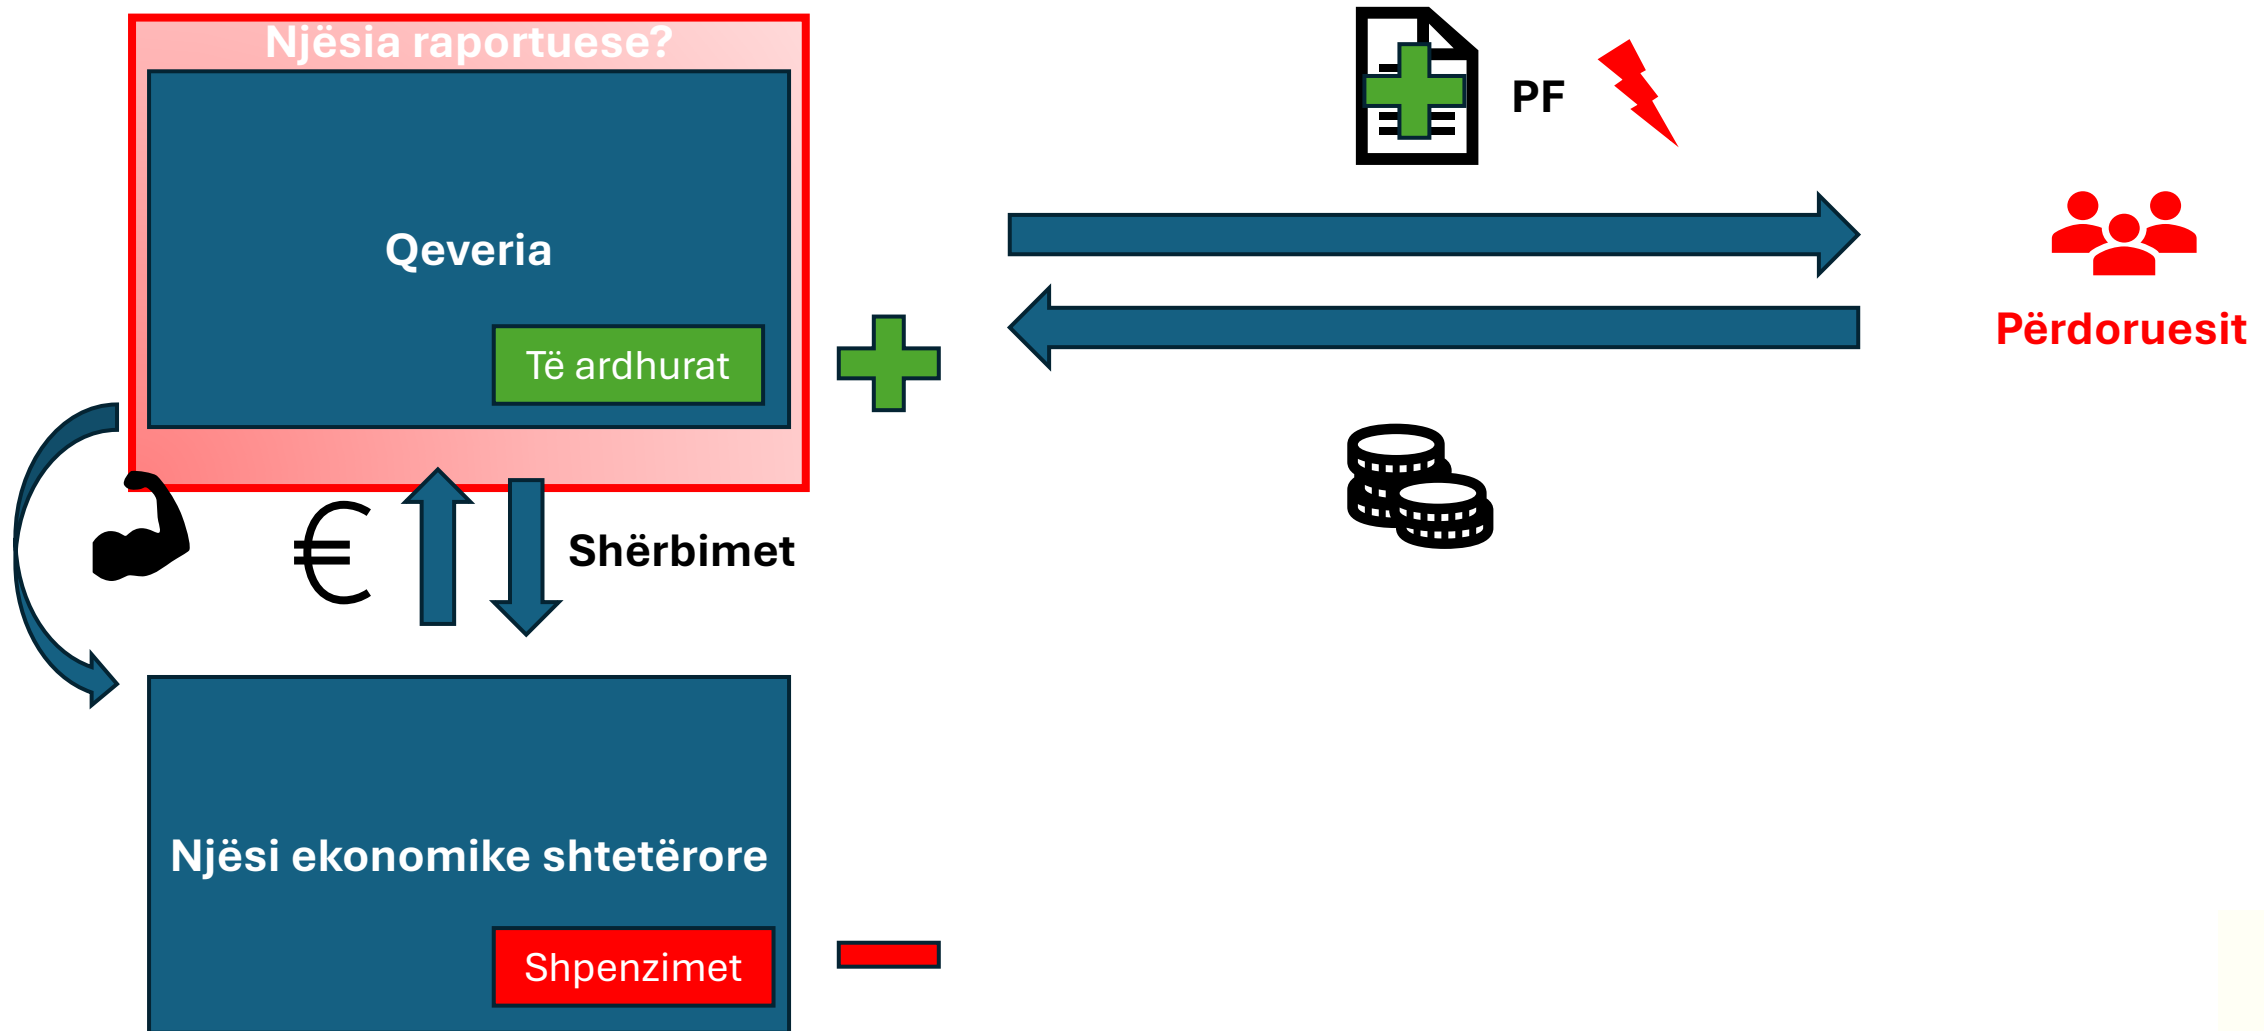 Njësia raportuese?
PF
Qeveria
Të ardhurat
Përdoruesit
€
Shërbimet
Njësi ekonomike shtetërore
Shpenzimet